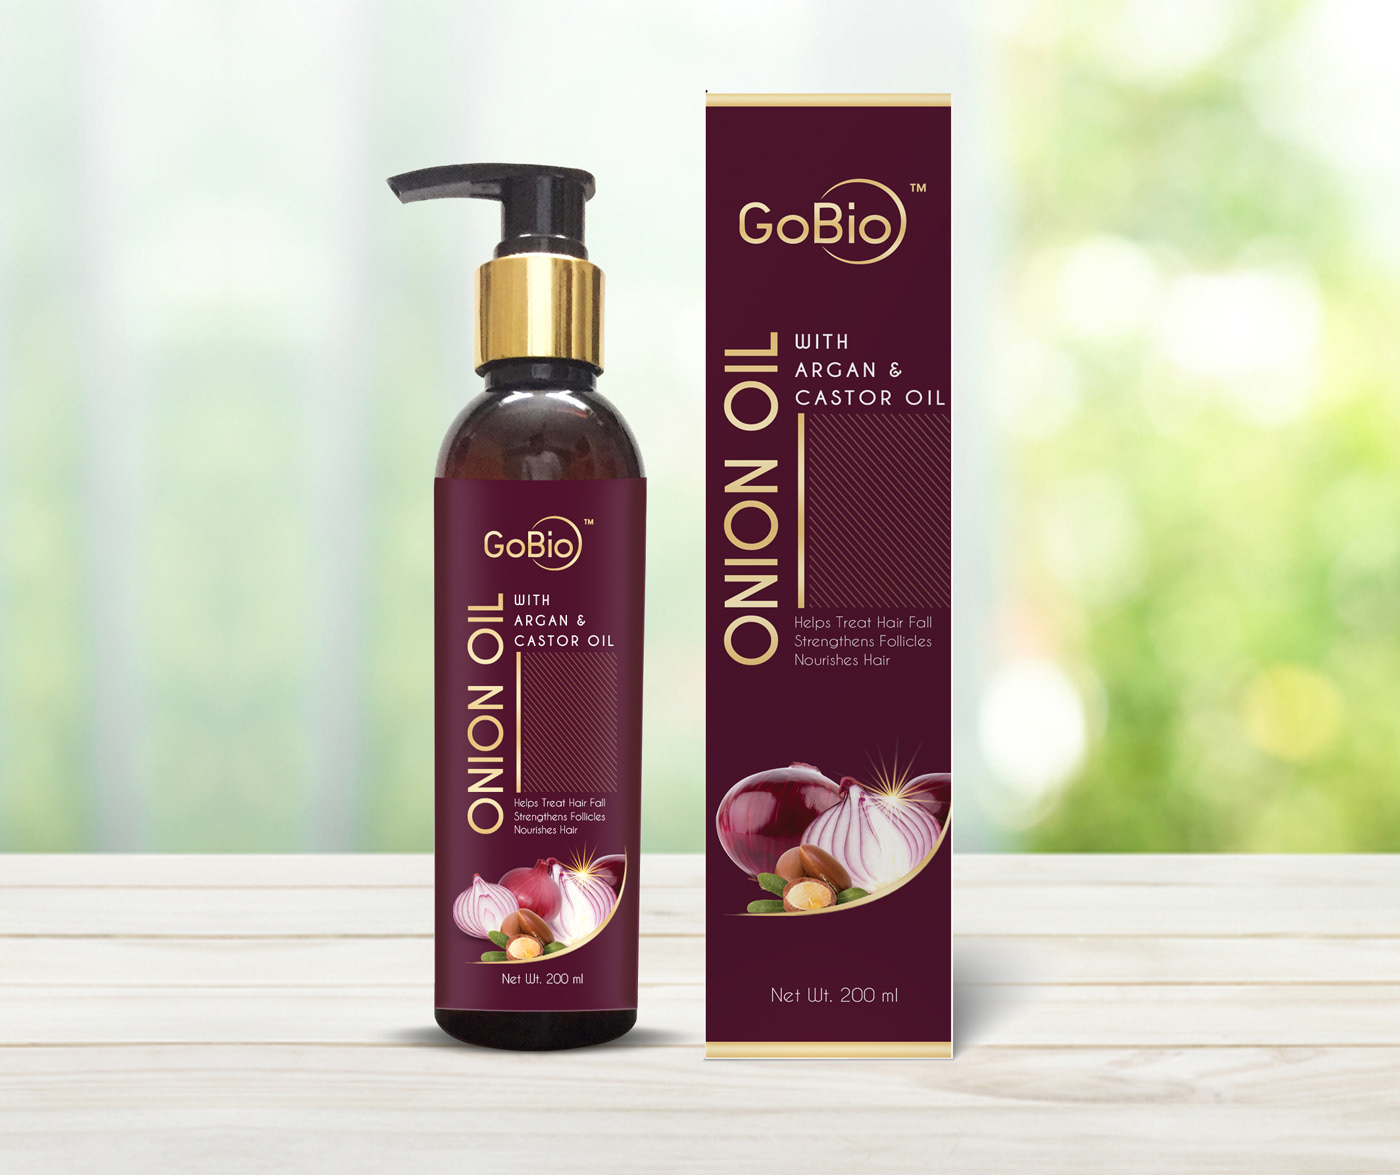 GoBio™
ONION OIL
WITH
ARGAN &
CASTOR OIL
Helps Treat Hair Fall
Strengthens Follicles
Nourishes Hair
Net Wt. 200 ml
GoBio™
ONION OIL
WITH
ARGAN &
CASTOR OIL
Helps Treat Hair Fall
Strengthens Follicles
Nourishes Hair
Net Wt. 200 ml